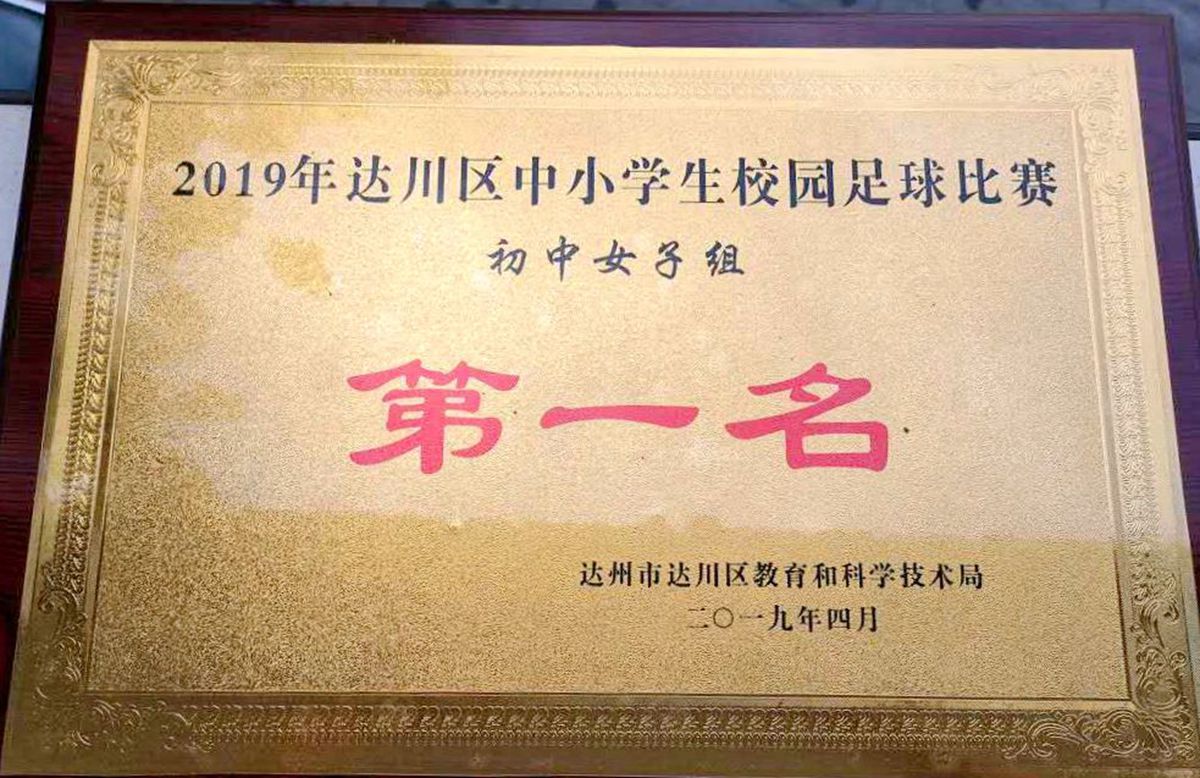 2019年达川区中小学生校园足球比赛
初中女子组
第一名
达州市达川区教育和科学技术局
二〇一九年四月